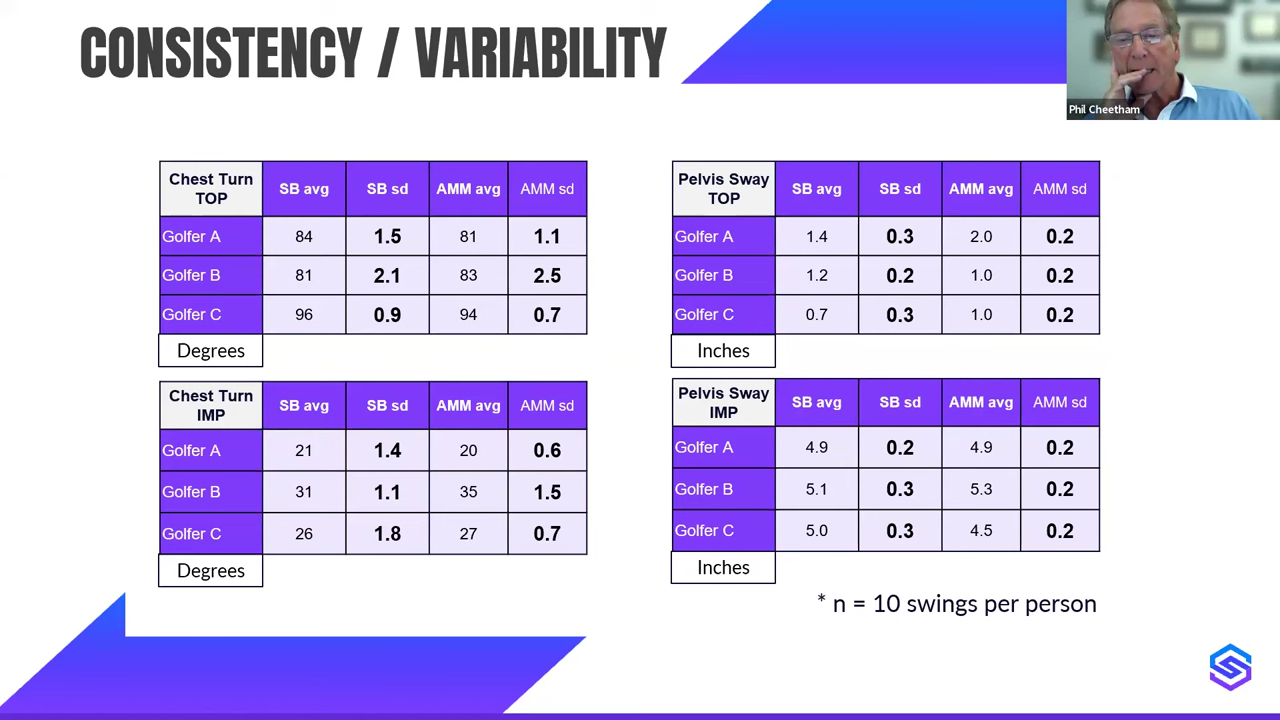 CONSISTENCY / VARIABILITY
Phil Cheetham
Chest Turn TOP SB avg SB sd AMM avg AMM sd
Golfer A 84 1.5 81 1.1
Golfer B 81 2.1 83 2.5
Golfer C 96 0.9 94 0.7
Degrees
Pelvis Sway TOP SB avg SB sd AMM avg AMM sd
Golfer A 1.4 0.3 2.0 0.2
Golfer B 1.2 0.2 1.0 0.2
Golfer C 0.7 0.3 1.0 0.2
Inches
Chest Turn IMP SB avg SB sd AMM avg AMM sd
Golfer A 21 1.4 20 0.6
Golfer B 31 1.1 35 1.5
Golfer C 26 1.8 27 0.7
Degrees
Pelvis Sway IMP SB avg SB sd AMM avg AMM sd
Golfer A 4.9 0.2 4.9 0.2
Golfer B 5.1 0.3 5.3 0.2
Golfer C 5.0 0.3 4.5 0.2
Inches
* n = 10 swings per person